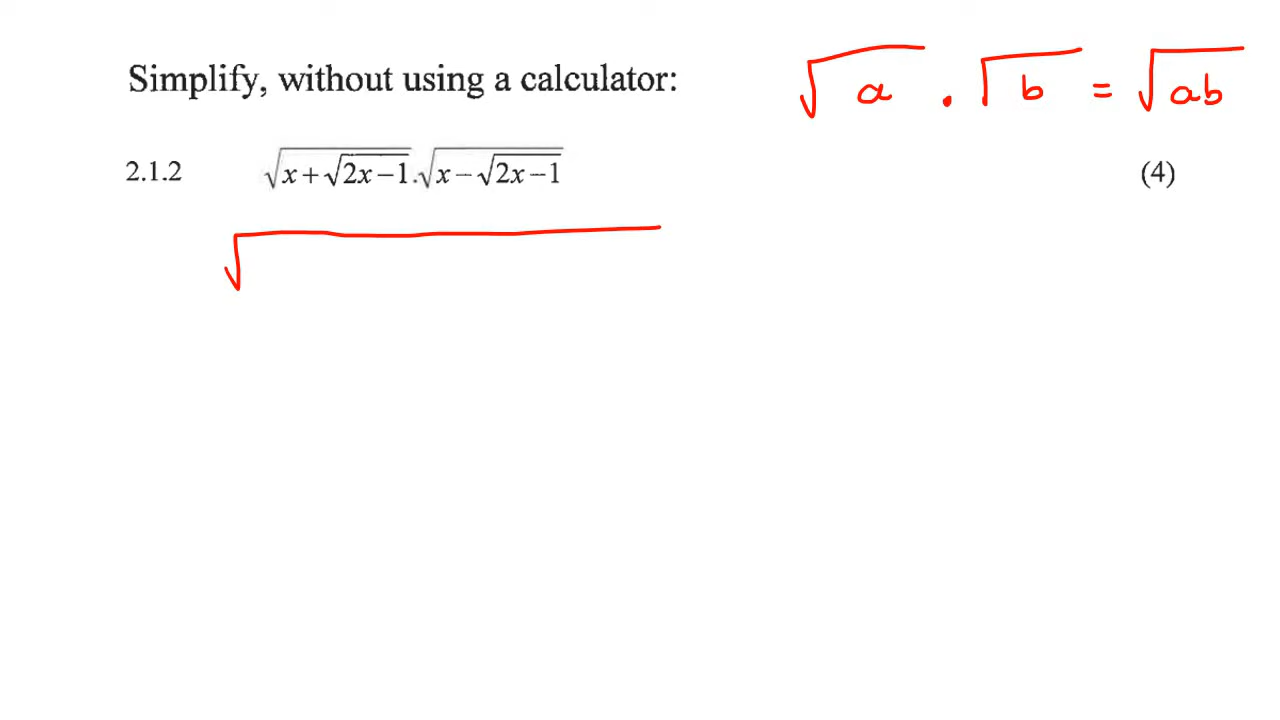 Simplify, without using a calculator:
√a . √b = √ab
2.1.2 √(x+√(2x−1)).√(x−√(2x−1)) (4)
√